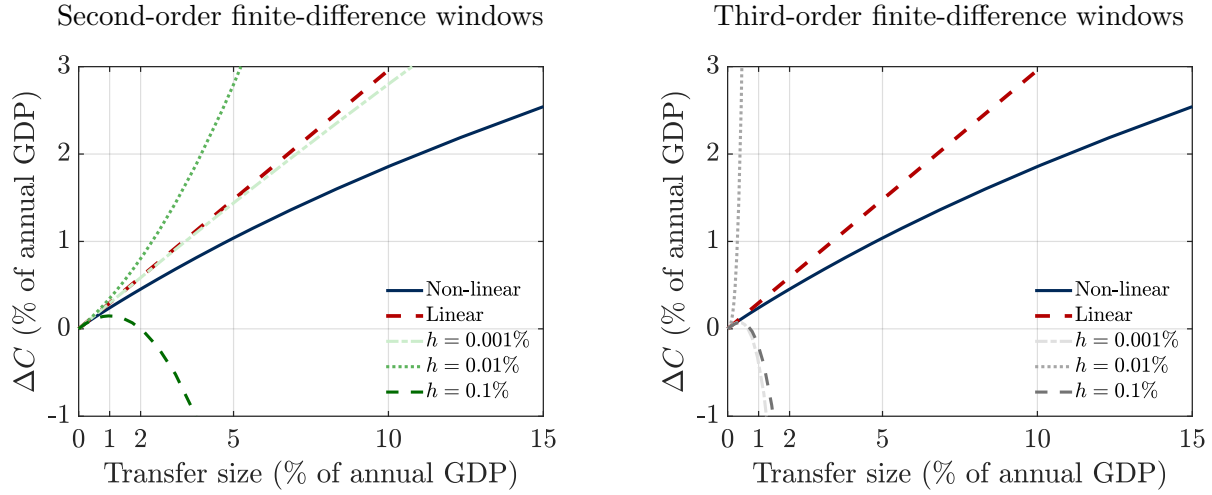 Second-order finite-difference windows
3
2
1
0
-1
0 1 2 5 10 15
ΔC (% of annual GDP)
Transfer size (% of annual GDP)
Non-linear
Linear
h = 0.001%
h = 0.01%
h = 0.1%
Third-order finite-difference windows
3
2
1
0
-1
0 1 2 5 10 15
ΔC (% of annual GDP)
Transfer size (% of annual GDP)
Non-linear
Linear
h = 0.001%
h = 0.01%
h = 0.1%